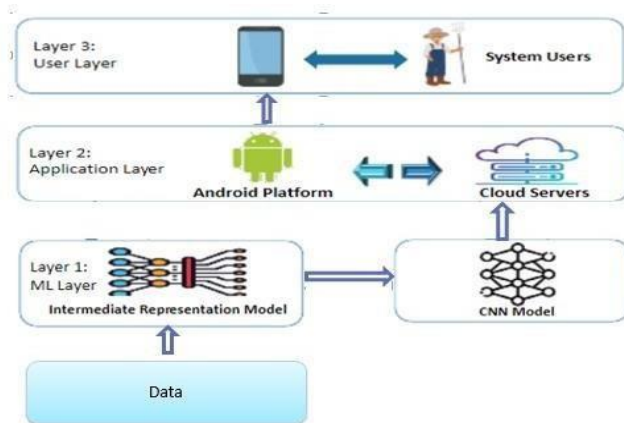 Layer 3:
User Layer
System Users
Layer 2:
Application Layer
Android Platform
Cloud Servers
Layer 1:
ML Layer
Intermediate Representation Model
CNN Model
Data